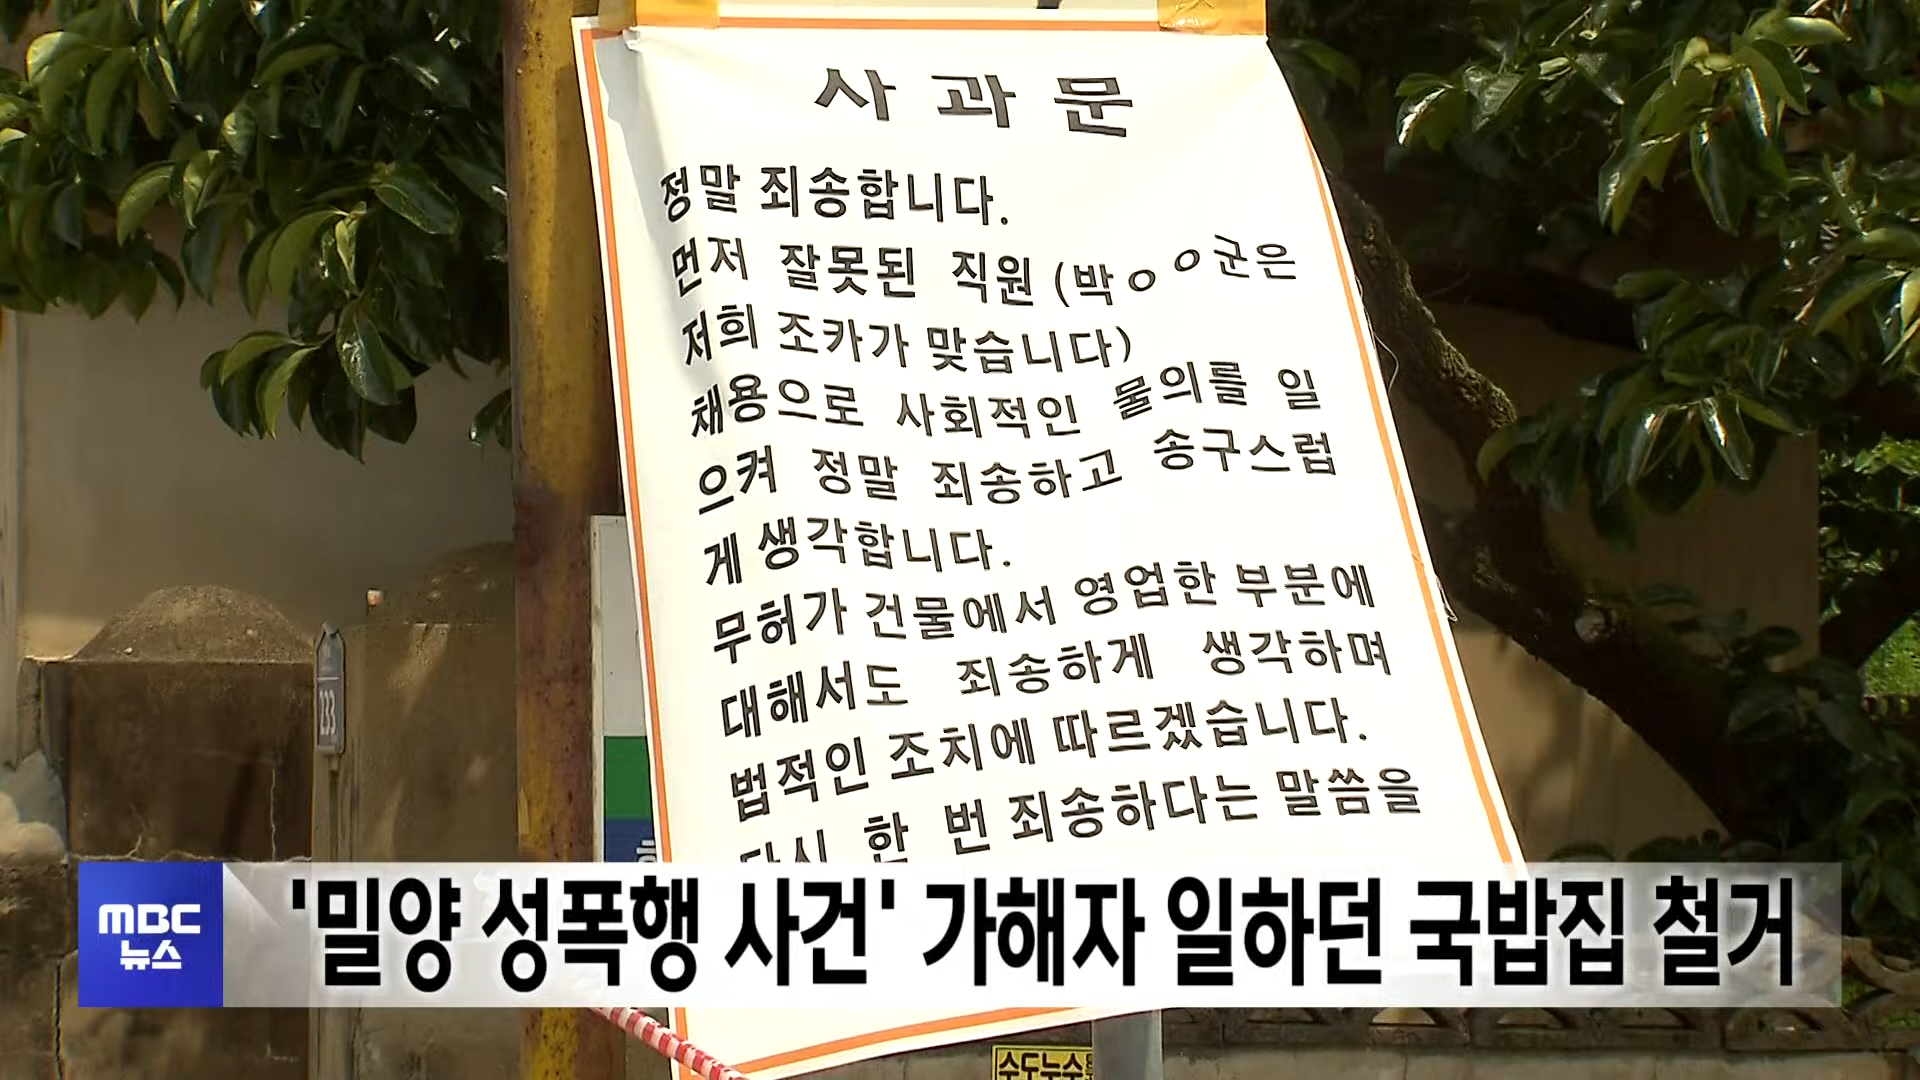 사과문
정말 죄송합니다.
먼저 잘못된 직원 (박ㅇㅇ군은
저희 조카가 맞습니다)
채용으로 사회적인 물의를 일
으켜 정말 죄송하고 송구스럽
게 생각합니다.
무허가 건물에서 영업한 부분에
대해서도 죄송하게 생각하며
법적인 조치에 따르겠습니다.
다시 한 번 죄송하다는 말씀을
233
MBC
뉴스
'밀양 성폭행 사건' 가해자 일하던 국밥집 철거